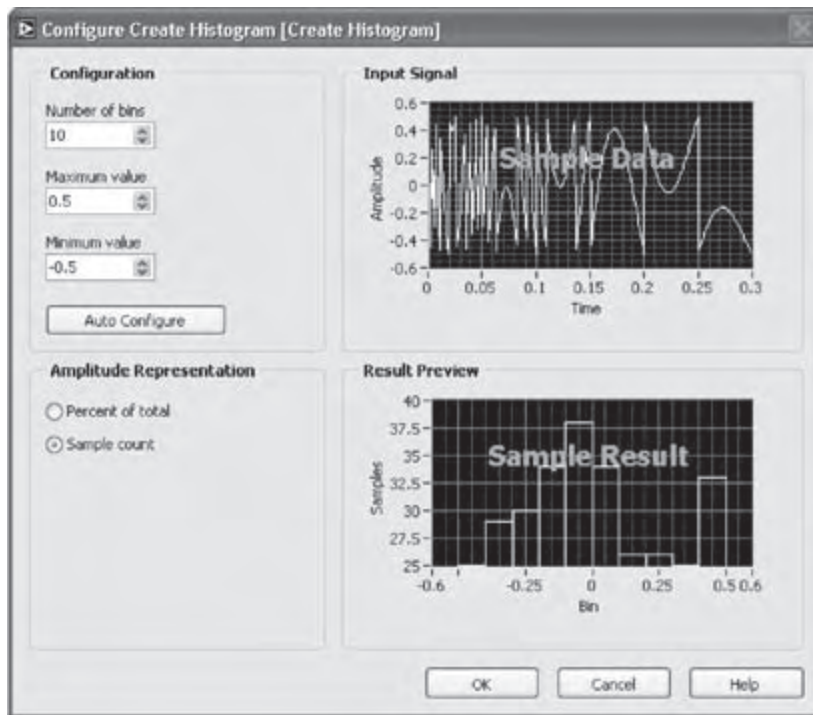 Configure Create Histogram [Create Histogram]
Configuration
Number of bins
10
Maximum value
0.5
Minimum value
-0.5
Auto Configure
Input Signal
0.6
0.4
0.2
0
-0.2
-0.4
-0.6
Amplitude
Sample Data
0 0.05 0.1 0.15 0.2 0.25 0.3
Time
Amplitude Representation
Percent of total
Sample count
Result Preview
40
37.5
35
32.5
30
27.5
25
Samples
Sample Result
-0.6 -0.25 0 0.25 0.5 0.6
Bin
OK Cancel Help